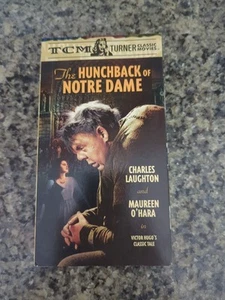 TCM TURNER CLASSIC MOVIES
The HUNCHBACK OF
NOTRE DAME
CHARLES
LAUGHTON
and
MAUREEN
O'HARA
in
VICTOR HUGO'S
CLASSIC TALE